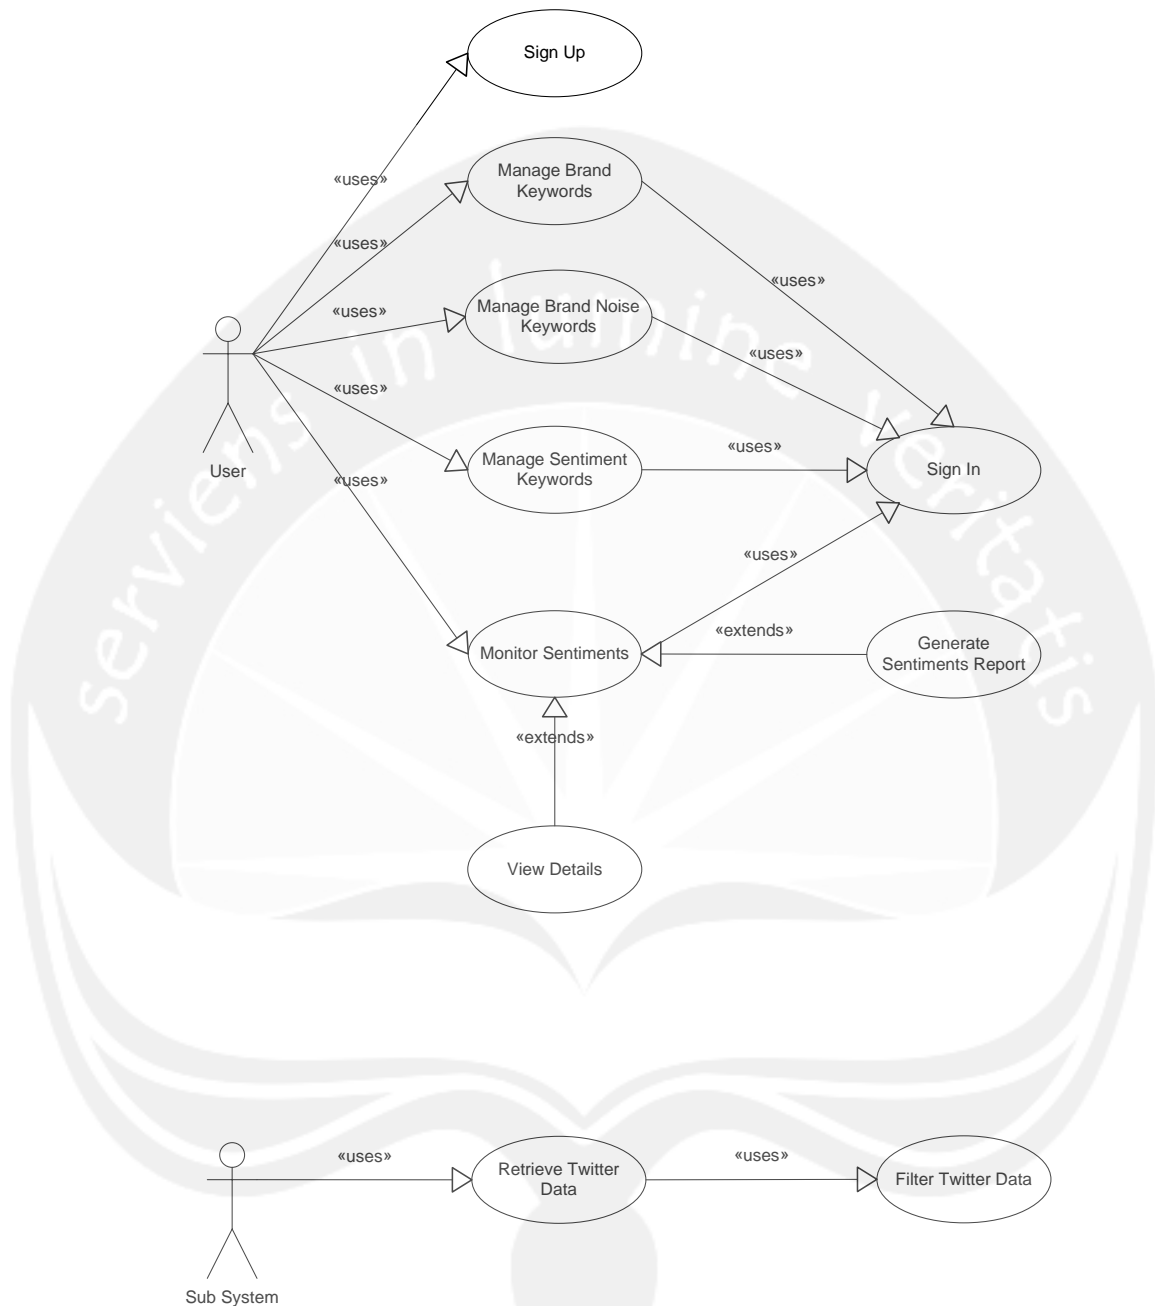 Sign Up
«uses»
Manage Brand
Keywords
«uses»
«uses»
Manage Brand Noise
Keywords
«uses»
«uses»
User
«uses»
Manage Sentiment
Keywords
«uses»
Sign In
«uses»
«uses»
Monitor Sentiments
«extends»
Generate
Sentiments Report
«extends»
View Details
«uses»
Retrieve Twitter
Data
«uses»
Filter Twitter Data
Sub System
serviens in lumine veritatis